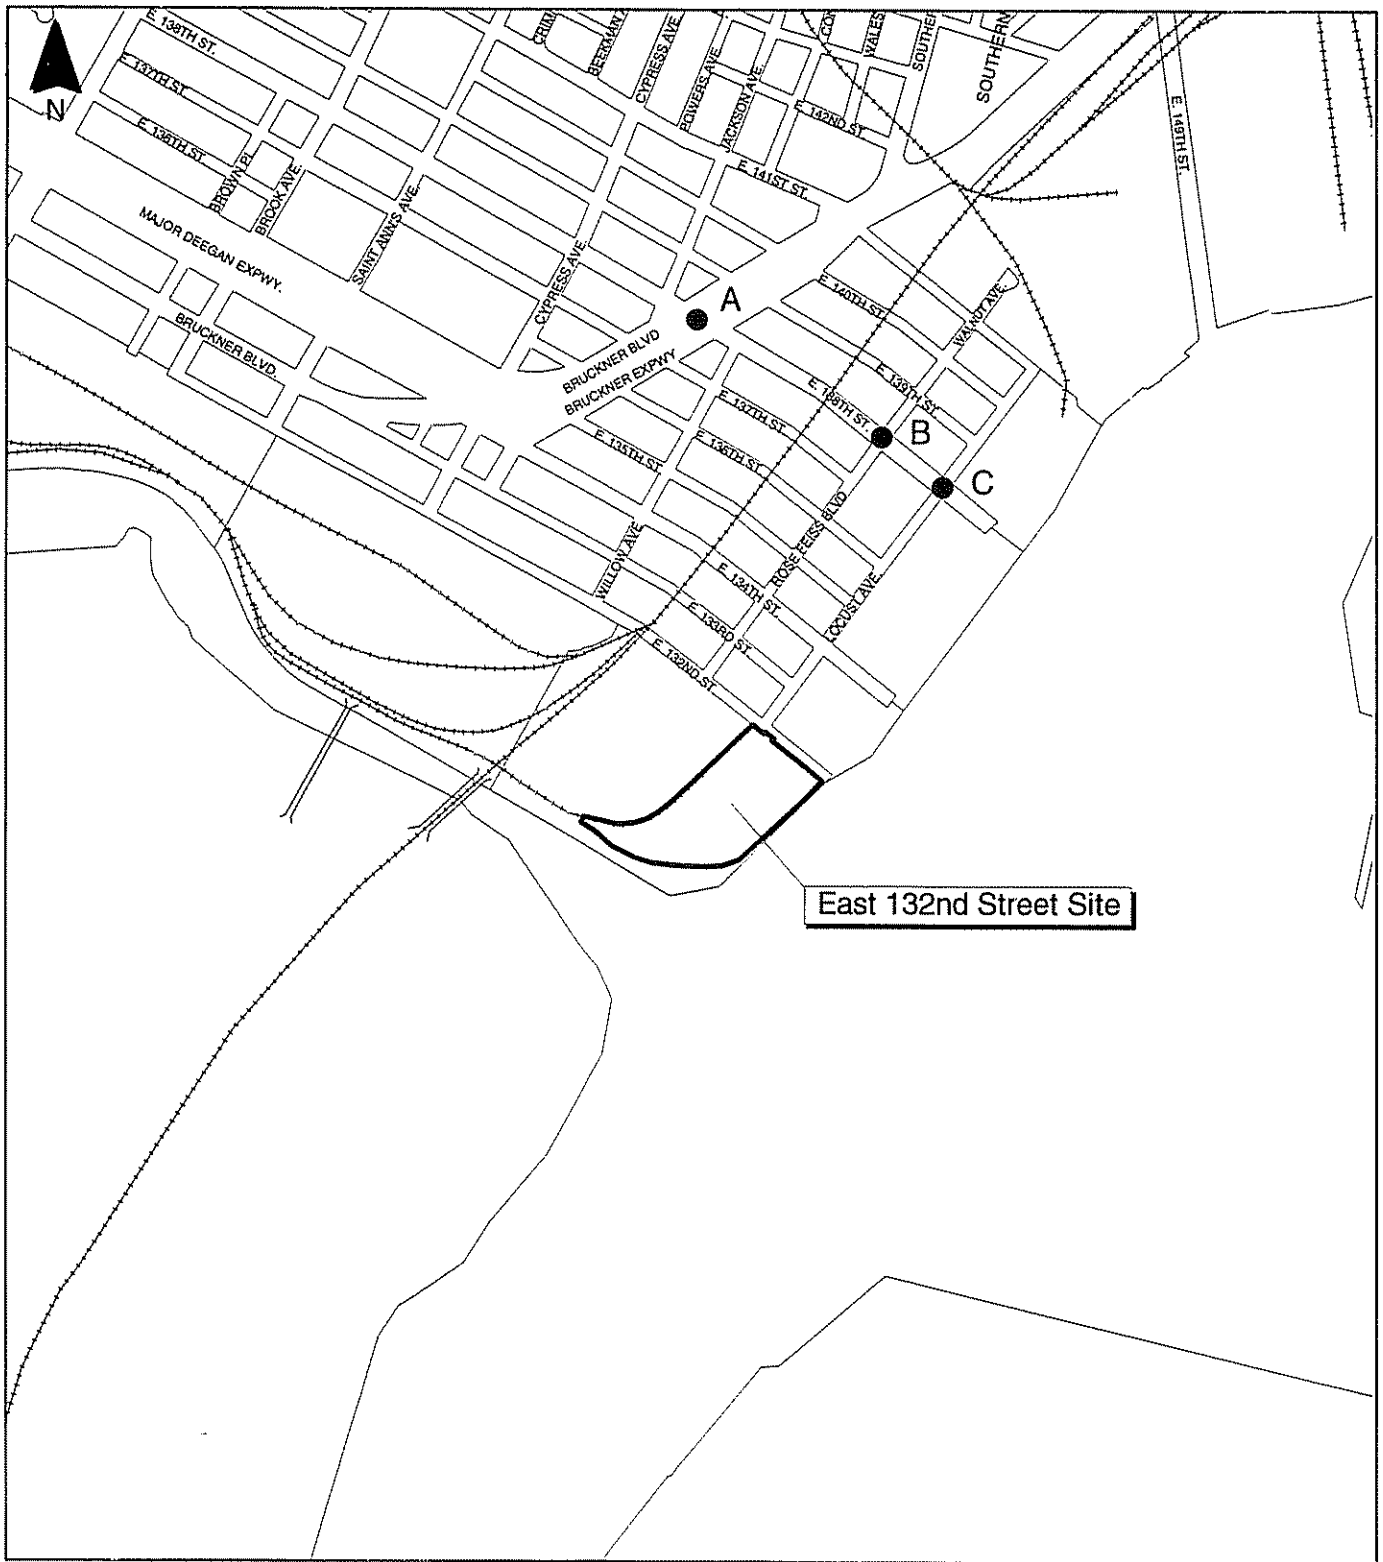 N
E. 138TH ST.
E. 137TH ST.
E. 136TH ST.
BROWN PL
BROOK AVE.
SAINT ANN'S AVE.
CYPRESS AVE.
CYPRESS AVE.
POWERS AVE.
JACKSON AVE.
WALES
SOUTHERN
E. 142ND ST.
E. 141ST ST.
E. 149TH ST.
MAJOR DEEGAN EXPWY.
BRUCKNER BLVD.
BRUCKNER BLVD
BRUCKNER EXPWY
A
E. 140TH ST.
WALNUT AVE.
E. 139TH ST.
E. 138TH ST.
B
C
E. 137TH ST.
E. 136TH ST.
E. 135TH ST.
ROSE FEISS BLVD
LOCUST AVE.
WILLOW AVE
E. 134TH ST.
E. 133RD ST.
E. 132ND ST.
East 132nd Street Site